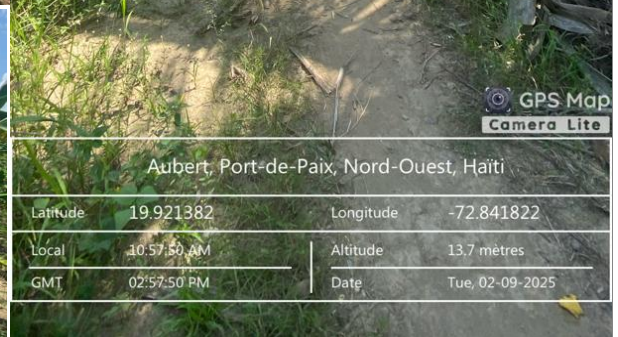 GPS Map
Camera Lite
Aubert, Port-de-Paix, Nord-Ouest, Haïti
Latitude 19.921382 Longitude -72.841822
Local 10:57:50 AM Altitude 13.7 mètres
GMT 02:57:50 PM Date Tue, 02-09-2025